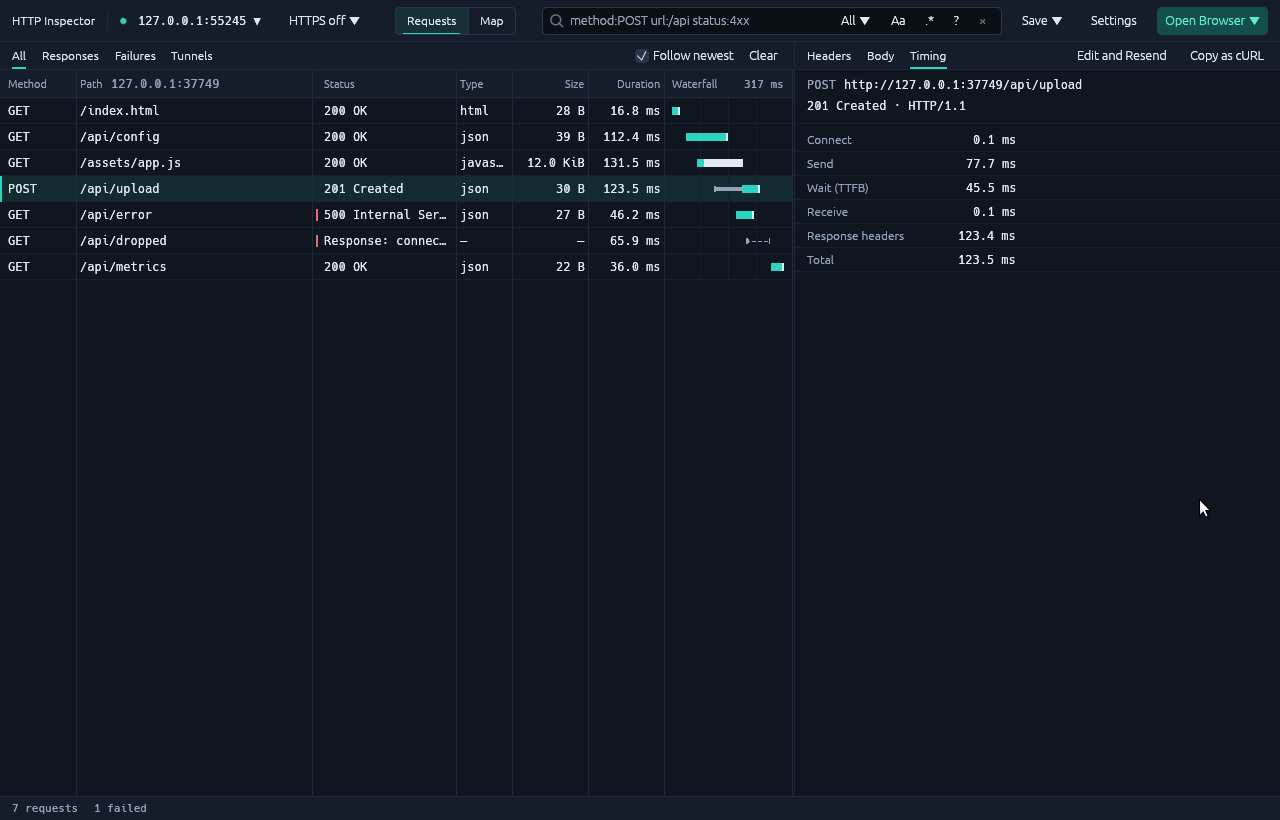 HTTP Inspector 127.0.0.1:55245 ▼ HTTPS off ▼ Requests Map method:POST url:/api status:4xx All ▼ Aa .* ? × Save ▼ Settings Open Browser ▼
All Responses Failures Tunnels Follow newest Clear Headers Body Timing Edit and Resend Copy as cURL
Method Path 127.0.0.1:37749 Status Type Size Duration Waterfall 317 ms
GET /index.html 200 OK html 28 B 16.8 ms
GET /api/config 200 OK json 39 B 112.4 ms
GET /assets/app.js 200 OK javas… 12.0 KiB 131.5 ms
POST /api/upload 201 Created json 30 B 123.5 ms
GET /api/error 500 Internal Ser… json 27 B 46.2 ms
GET /api/dropped Response: connec… — — 65.9 ms
GET /api/metrics 200 OK json 22 B 36.0 ms
POST http://127.0.0.1:37749/api/upload
201 Created · HTTP/1.1
Connect 0.1 ms
Send 77.7 ms
Wait (TTFB) 45.5 ms
Receive 0.1 ms
Response headers 123.4 ms
Total 123.5 ms
7 requests 1 failed